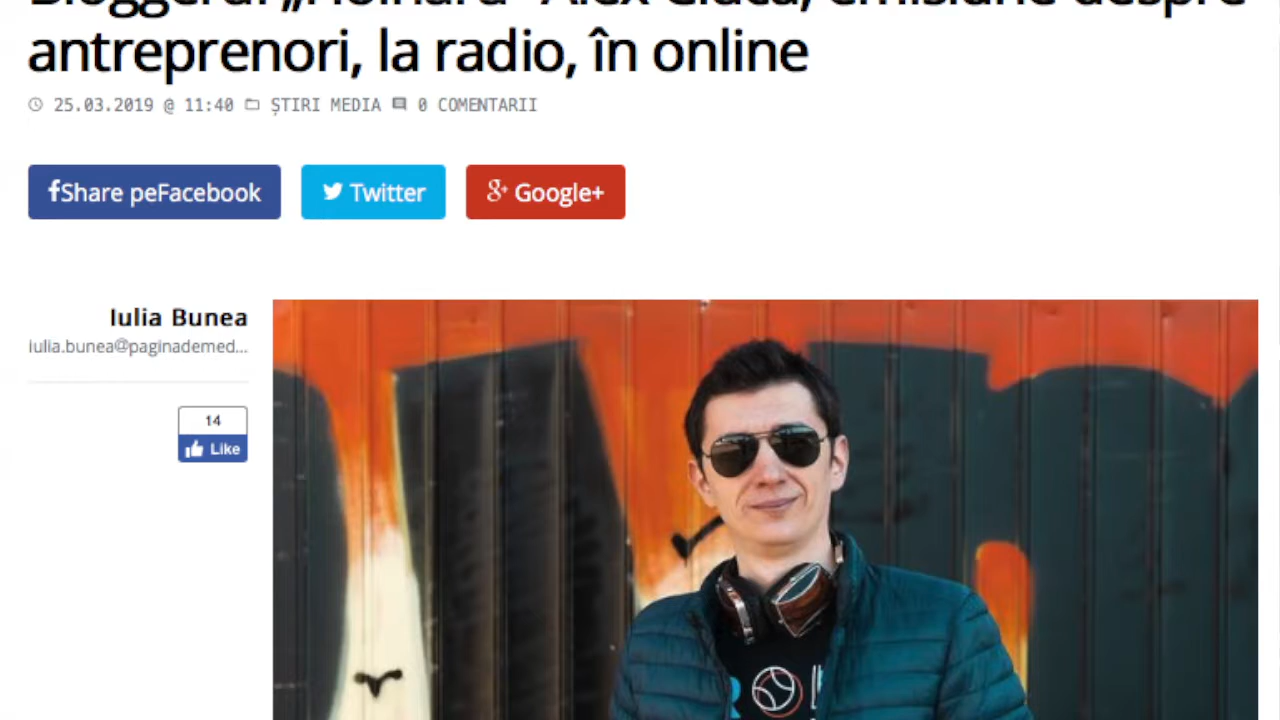 antreprenori, la radio, în online
25.03.2019 @ 11:40 ȘTIRI MEDIA 0 COMENTARII
fShare peFacebook Twitter Google+
Iulia Bunea
iulia.bunea@paginademed...
14
Like